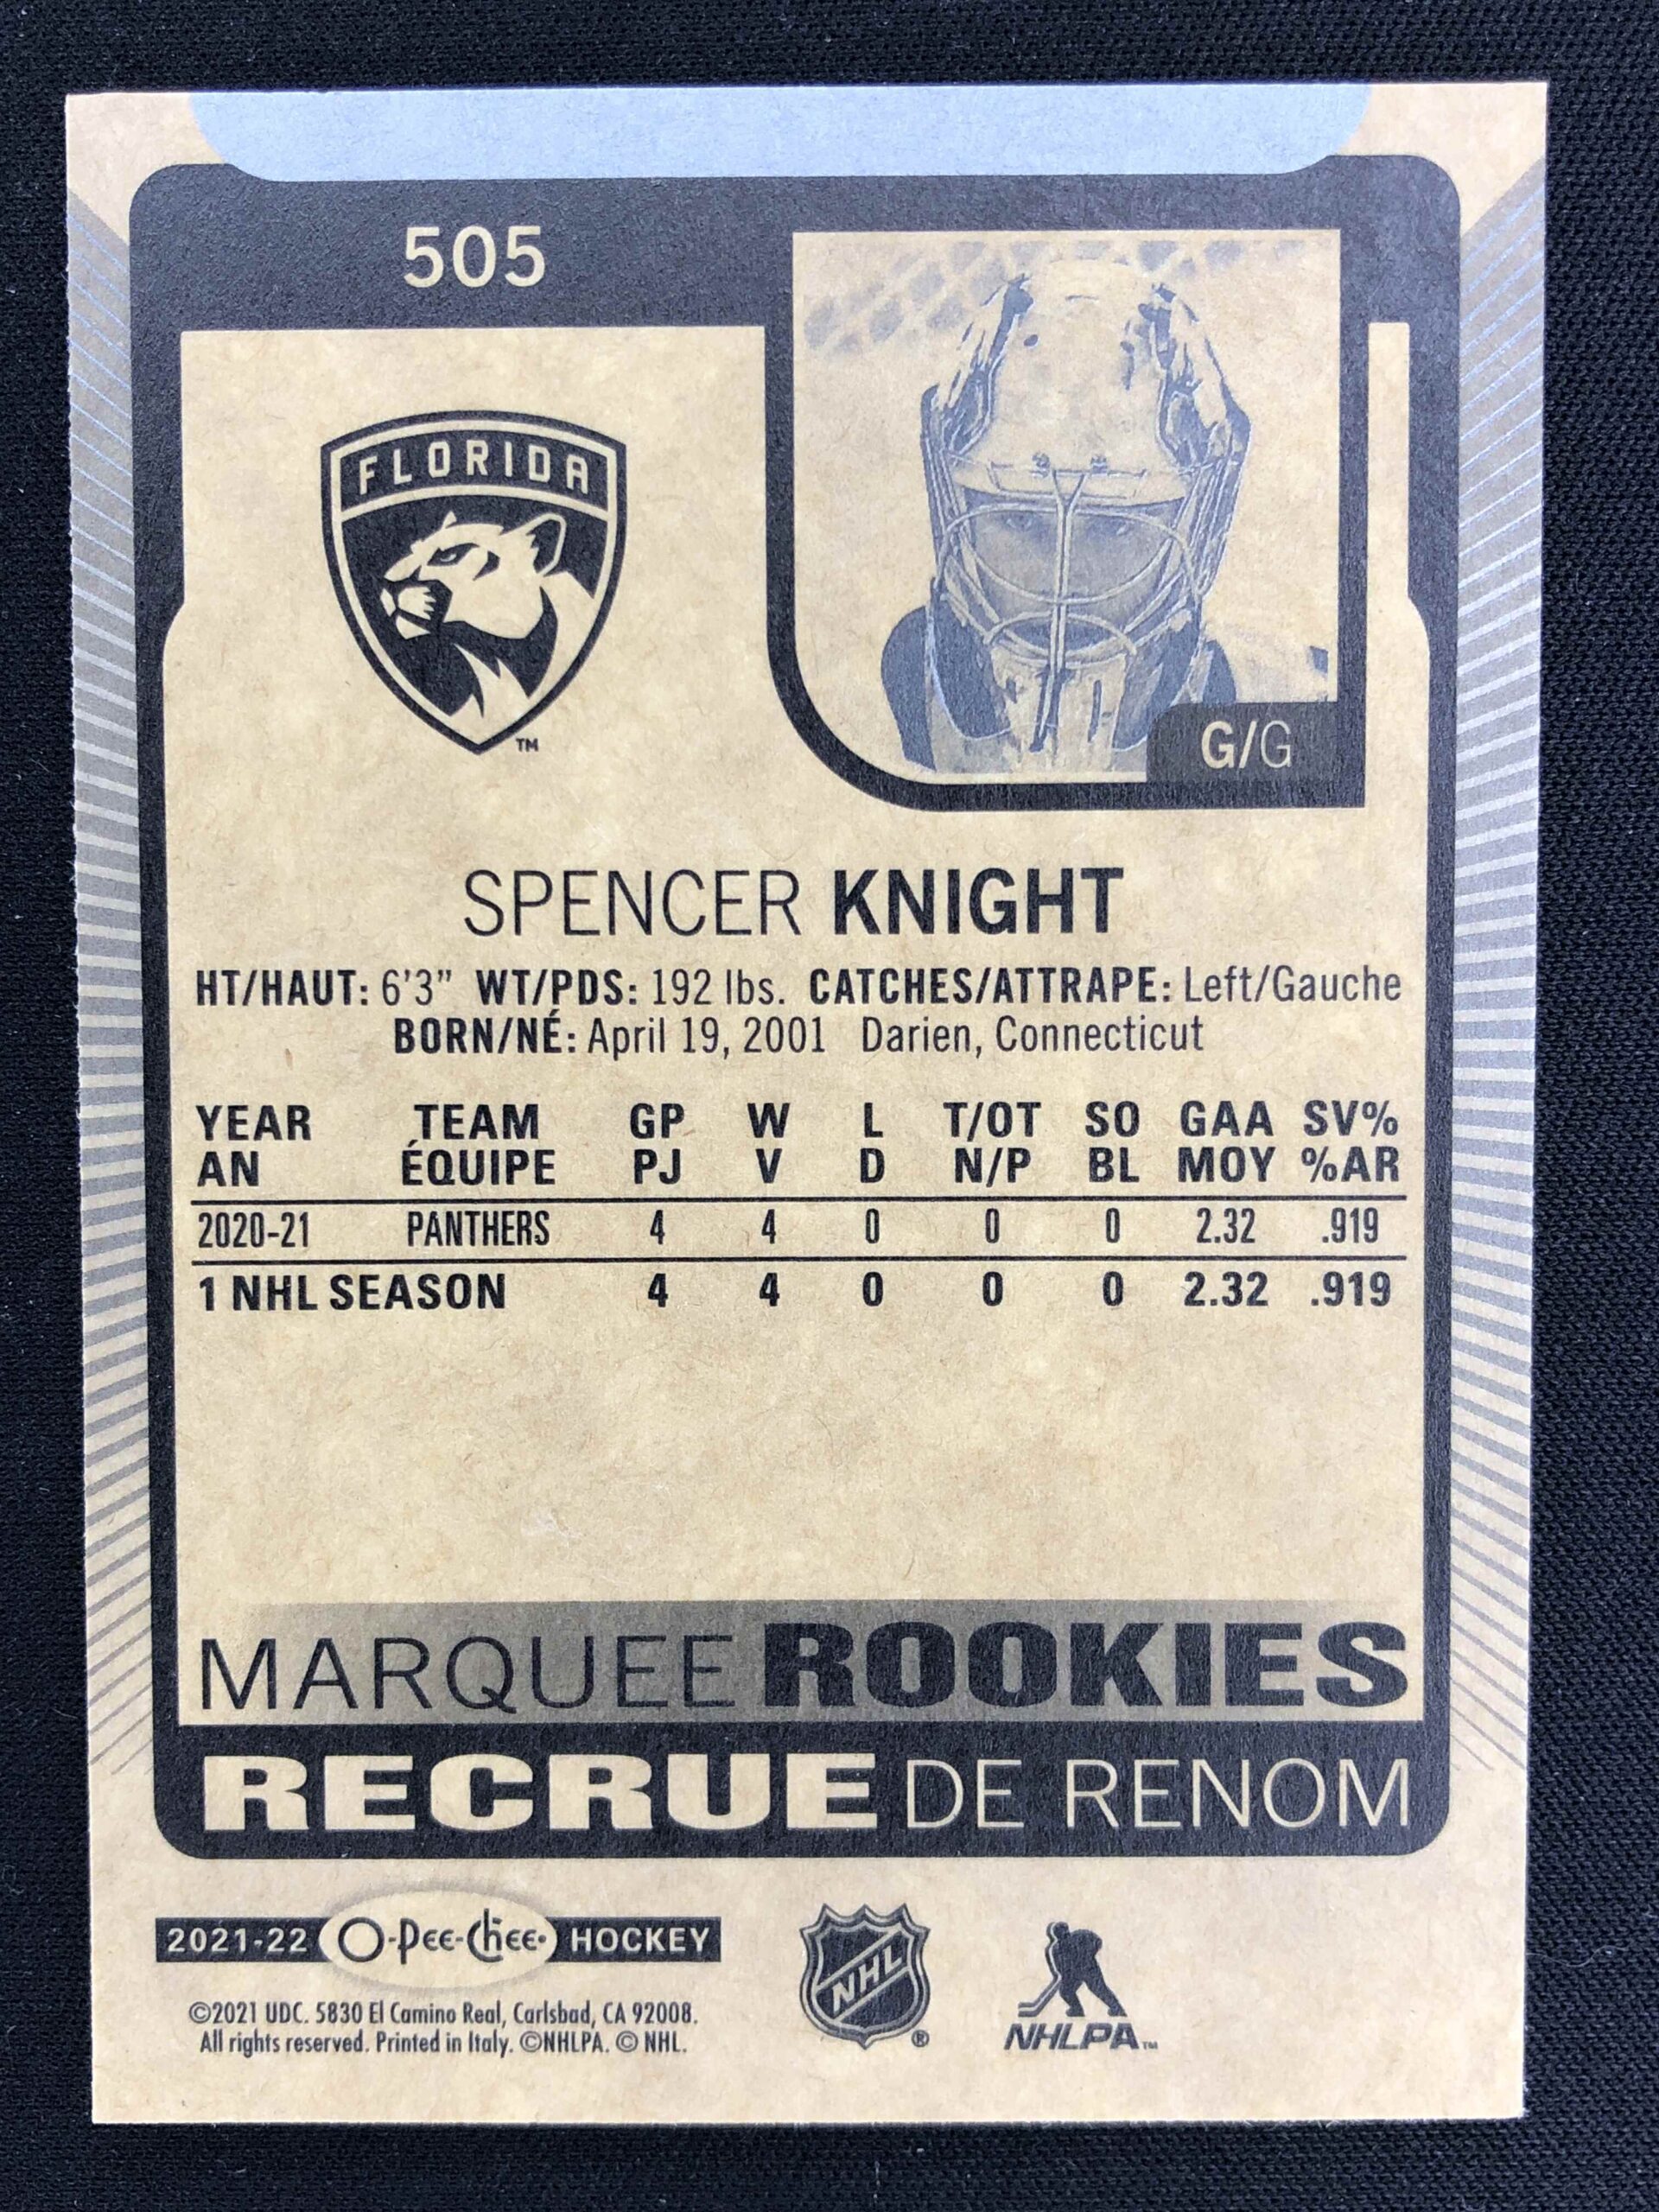 505
FLORIDA
TM
G/G
SPENCER KNIGHT
HT/HAUT: 6'3" WT/PDS: 192 lbs. CATCHES/ATTRAPE: Left/Gauche
BORN/NÉ: April 19, 2001 Darien, Connecticut
YEAR TEAM GP W L T/OT SO GAA SV%
AN ÉQUIPE PJ V D N/P BL MOY %AR
2020-21 PANTHERS 4 4 0 0 0 2.32 .919
1 NHL SEASON 4 4 0 0 0 2.32 .919
MARQUEE ROOKIES
RECRUE DE RENOM
2021-22 O-Pee-Chee HOCKEY
©2021 UDC. 5830 El Camino Real, Carlsbad, CA 92008.
All rights reserved. Printed in Italy. ©NHLPA. © NHL.
NHL ®
NHLPA™